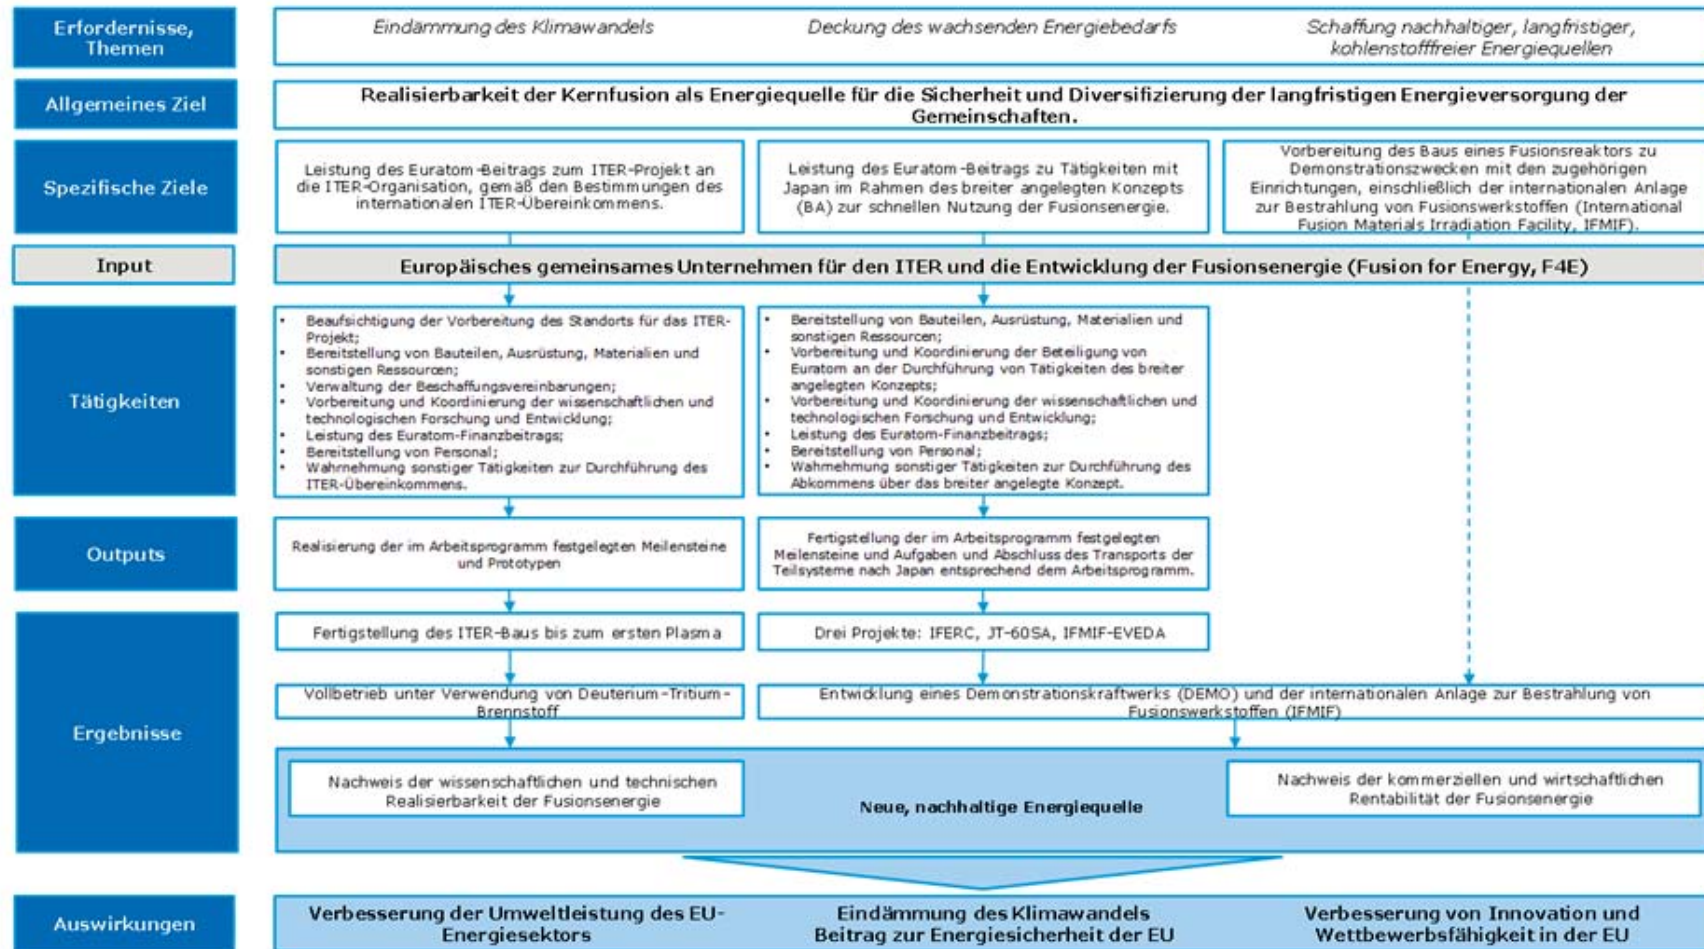 Erfordernisse,
Themen
Eindämmung des Klimawandels
Deckung des wachsenden Energiebedarfs
Schaffung nachhaltiger, langfristiger,
kohlenstofffreier Energiequellen
Allgemeines Ziel
Realisierbarkeit der Kernfusion als Energiequelle für die Sicherheit und Diversifizierung der langfristigen Energieversorgung der
Gemeinschaften.
Spezifische Ziele
Leistung des Euratom-Beitrags zum ITER-Projekt an
die ITER-Organisation, gemäß den Bestimmungen des
internationalen ITER-Übereinkommens.
Leistung des Euratom-Beitrags zu Tätigkeiten mit
Japan im Rahmen des breiter angelegten Konzepts
(BA) zur schnellen Nutzung der Fusionsenergie.
Vorbereitung des Baus eines Fusionsreaktors zu
Demonstrationszwecken mit den zugehörigen
Einrichtungen, einschließlich der internationalen Anlage
zur Bestrahlung von Fusionswerkstoffen (International
Fusion Materials Irradiation Facility, IFMIF).
Input
Europäisches gemeinsames Unternehmen für den ITER und die Entwicklung der Fusionsenergie (Fusion for Energy, F4E)
Tätigkeiten
• Beaufsichtigung der Vorbereitung des Standorts für das ITER-
Projekt;
• Bereitstellung von Bauteilen, Ausrüstung, Materialien und
sonstigen Ressourcen;
• Verwaltung der Beschaffungsvereinbarungen;
• Vorbereitung und Koordinierung der wissenschaftlichen und
technologischen Forschung und Entwicklung;
• Leistung des Euratom-Finanzbeitrags;
• Bereitstellung von Personal;
• Wahrnehmung sonstiger Tätigkeiten zur Durchführung des
ITER-Übereinkommens.
• Bereitstellung von Bauteilen, Ausrüstung, Materialien und
sonstigen Ressourcen;
• Vorbereitung und Koordinierung der Beteiligung von
Euratom an der Durchführung von Tätigkeiten des breiter
angelegten Konzepts;
• Vorbereitung und Koordinierung der wissenschaftlichen und
technologischen Forschung und Entwicklung;
• Leistung des Euratom-Finanzbeitrags;
• Bereitstellung von Personal;
• Wahrnehmung sonstiger Tätigkeiten zur Durchführung des
Abkommens über das breiter angelegte Konzept.
Outputs
Realisierung der im Arbeitsprogramm festgelegten Meilensteine
und Prototypen
Fertigstellung der im Arbeitsprogramm festgelegten
Meilensteine und Aufgaben und Abschluss des Transports der
Teilsysteme nach Japan entsprechend dem Arbeitsprogramm.
Ergebnisse
Fertigstellung des ITER-Baus bis zum ersten Plasma
Drei Projekte: IFERC, JT-60SA, IFMIF-EVEDA
Vollbetrieb unter Verwendung von Deuterium-Tritium-
Brennstoff
Entwicklung eines Demonstrationskraftwerks (DEMO) und der internationalen Anlage zur Bestrahlung von
Fusionswerkstoffen (IFMIF)
Nachweis der wissenschaftlichen und technischen
Realisierbarkeit der Fusionsenergie
Neue, nachhaltige Energiequelle
Nachweis der kommerziellen und wirtschaftlichen
Rentabilität der Fusionsenergie
Auswirkungen
Verbesserung der Umweltleistung des EU-
Energiesektors
Eindämmung des Klimawandels
Beitrag zur Energiesicherheit der EU
Verbesserung von Innovation und
Wettbewerbsfähigkeit in der EU